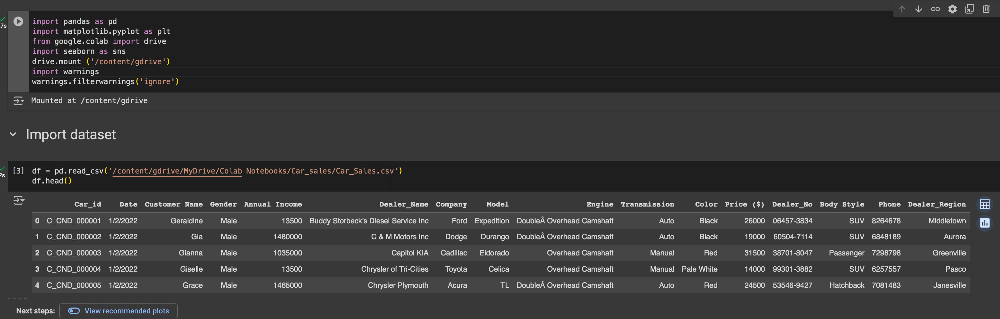 import pandas as pd
7s
import matplotlib.pyplot as plt
from google.colab import drive
import seaborn as sns
drive.mount ('/content/gdrive')
import warnings
warnings.filterwarnings('ignore')
Mounted at /content/gdrive
Import dataset
[3] df = pd.read_csv('/content/gdrive/MyDrive/Colab Notebooks/Car_sales/Car_Sales.csv')
2s
df.head()
Car_id Date Customer Name Gender Annual Income Dealer_Name Company Model Engine Transmission Color Price ($) Dealer_No Body Style Phone Dealer_Region
0 C_CND_000001 1/2/2022 Geraldine Male 13500 Buddy Storbeck's Diesel Service Inc Ford Expedition DoubleÂ Overhead Camshaft Auto Black 26000 06457-3834 SUV 8264678 Middletown
1 C_CND_000002 1/2/2022 Gia Male 1480000 C & M Motors Inc Dodge Durango DoubleÂ Overhead Camshaft Auto Black 19000 60504-7114 SUV 6848189 Aurora
2 C_CND_000003 1/2/2022 Gianna Male 1035000 Capitol KIA Cadillac Eldorado Overhead Camshaft Manual Red 31500 38701-8047 Passenger 7298798 Greenville
3 C_CND_000004 1/2/2022 Giselle Male 13500 Chrysler of Tri-Cities Toyota Celica Overhead Camshaft Manual Pale White 14000 99301-3882 SUV 6257557 Pasco
4 C_CND_000005 1/2/2022 Grace Male 1465000 Chrysler Plymouth Acura TL DoubleÂ Overhead Camshaft Auto Red 24500 53546-9427 Hatchback 7081483 Janesville
Next steps: View recommended plots